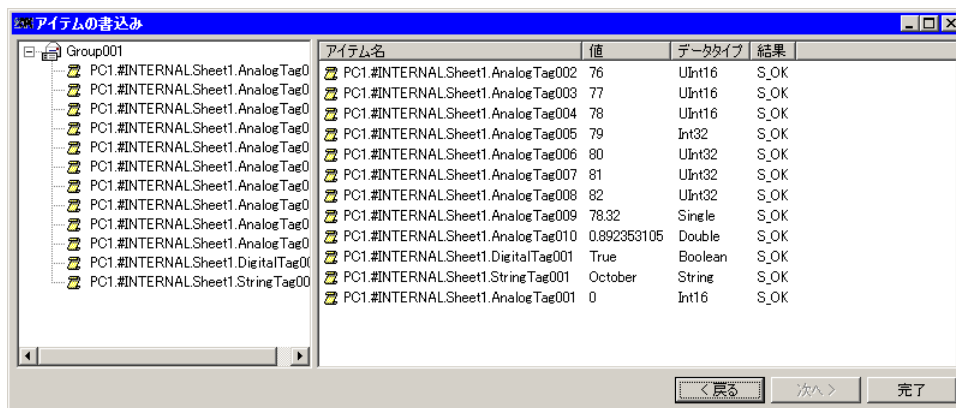 アイテムの書込み
Group001
PC1.#INTERNAL.Sheet1.AnalogTag0
PC1.#INTERNAL.Sheet1.AnalogTag0
PC1.#INTERNAL.Sheet1.AnalogTag0
PC1.#INTERNAL.Sheet1.AnalogTag0
PC1.#INTERNAL.Sheet1.AnalogTag0
PC1.#INTERNAL.Sheet1.AnalogTag0
PC1.#INTERNAL.Sheet1.AnalogTag0
PC1.#INTERNAL.Sheet1.AnalogTag0
PC1.#INTERNAL.Sheet1.AnalogTag0
PC1.#INTERNAL.Sheet1.AnalogTag0
PC1.#INTERNAL.Sheet1.DigitalTag00
PC1.#INTERNAL.Sheet1.StringTag00
アイテム名 値 データタイプ 結果
PC1.#INTERNAL.Sheet1.AnalogTag002 76 UInt16 S_OK
PC1.#INTERNAL.Sheet1.AnalogTag003 77 UInt16 S_OK
PC1.#INTERNAL.Sheet1.AnalogTag004 78 UInt16 S_OK
PC1.#INTERNAL.Sheet1.AnalogTag005 79 Int32 S_OK
PC1.#INTERNAL.Sheet1.AnalogTag006 80 UInt32 S_OK
PC1.#INTERNAL.Sheet1.AnalogTag007 81 UInt32 S_OK
PC1.#INTERNAL.Sheet1.AnalogTag008 82 UInt32 S_OK
PC1.#INTERNAL.Sheet1.AnalogTag009 78.32 Single S_OK
PC1.#INTERNAL.Sheet1.AnalogTag010 0.892353105 Double S_OK
PC1.#INTERNAL.Sheet1.DigitalTag001 True Boolean S_OK
PC1.#INTERNAL.Sheet1.StringTag001 October String S_OK
PC1.#INTERNAL.Sheet1.AnalogTag001 0 Int16 S_OK
< 戻る 次へ > 完了